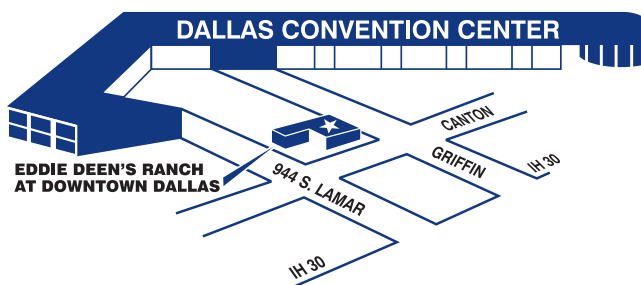 DALLAS CONVENTION CENTER
CANTON
GRIFFIN
IH 30
EDDIE DEEN'S RANCH
AT DOWNTOWN DALLAS
944 S. LAMAR
IH 30